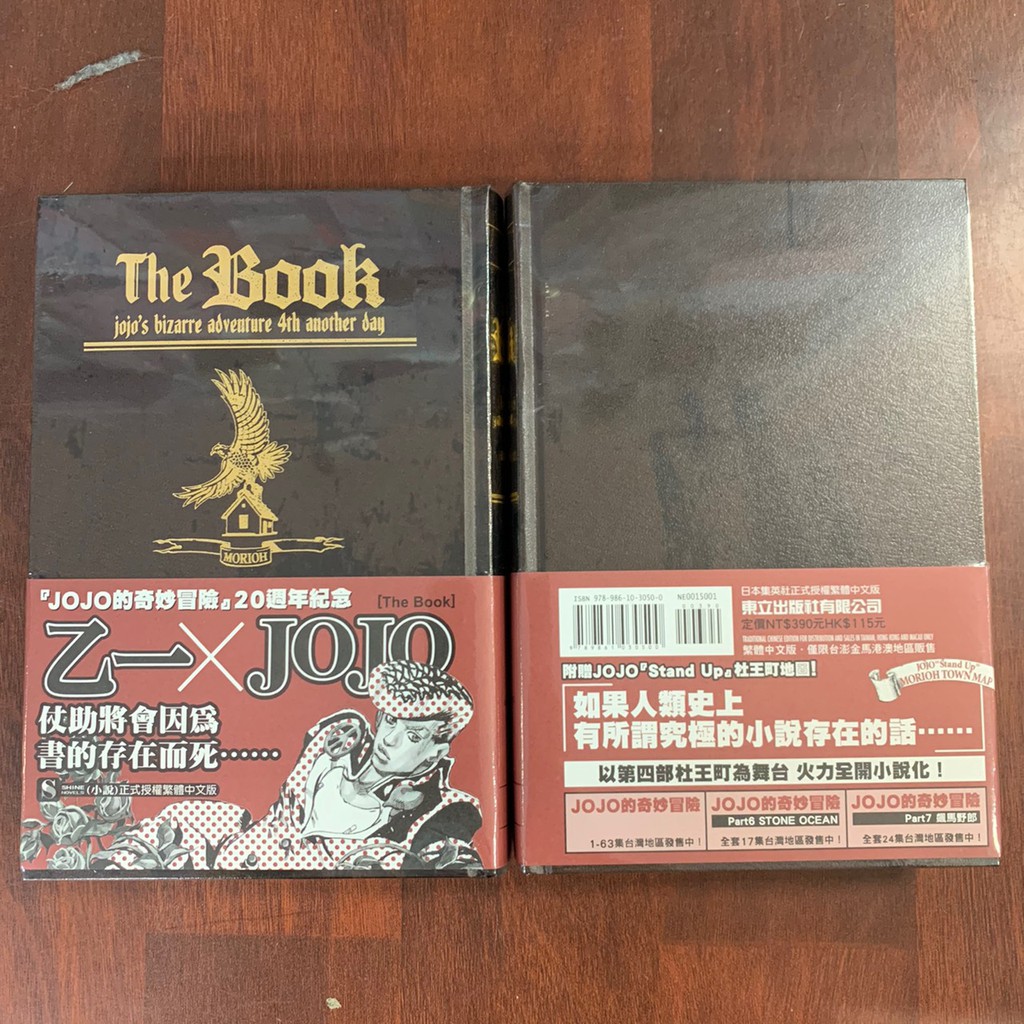 The Book
jojo's bizarre adventure 4th another day
MORIOH
『JOJO的奇妙冒險』20週年紀念
[The Book]
乙一×JOJO
仗助將會因為
書的存在而死……
S SHINE NOVELS (小說)正式授權繁體中文版
ISBN 978-986-10-3050-0
NE0015001
00390
9789861030500
日本集英社正式授權繁體中文版
東立出版社有限公司
定價NT$390元HK$115元
TRADITIONAL CHINESE EDITION FOR DISTRIBUTION AND SALES IN TAIWAN, HONG KONG AND MACAO ONLY
繁體中文版・僅限台澎金馬港澳地區販售
附贈JOJO『Stand Up』杜王町地圖!
JOJO "Stand Up"
MORIOH TOWN MAP
「如果人類史上
有所謂究極的小說存在的話……」
以第四部杜王町為舞台 火力全開小說化!
JOJO的奇妙冒險
1-63集台灣地區發售中!
JOJO的奇妙冒險
Part6 STONE OCEAN
全套17集台灣地區發售中!
JOJO的奇妙冒險
Part7 飆馬野郎
全套24集台灣地區發售中!